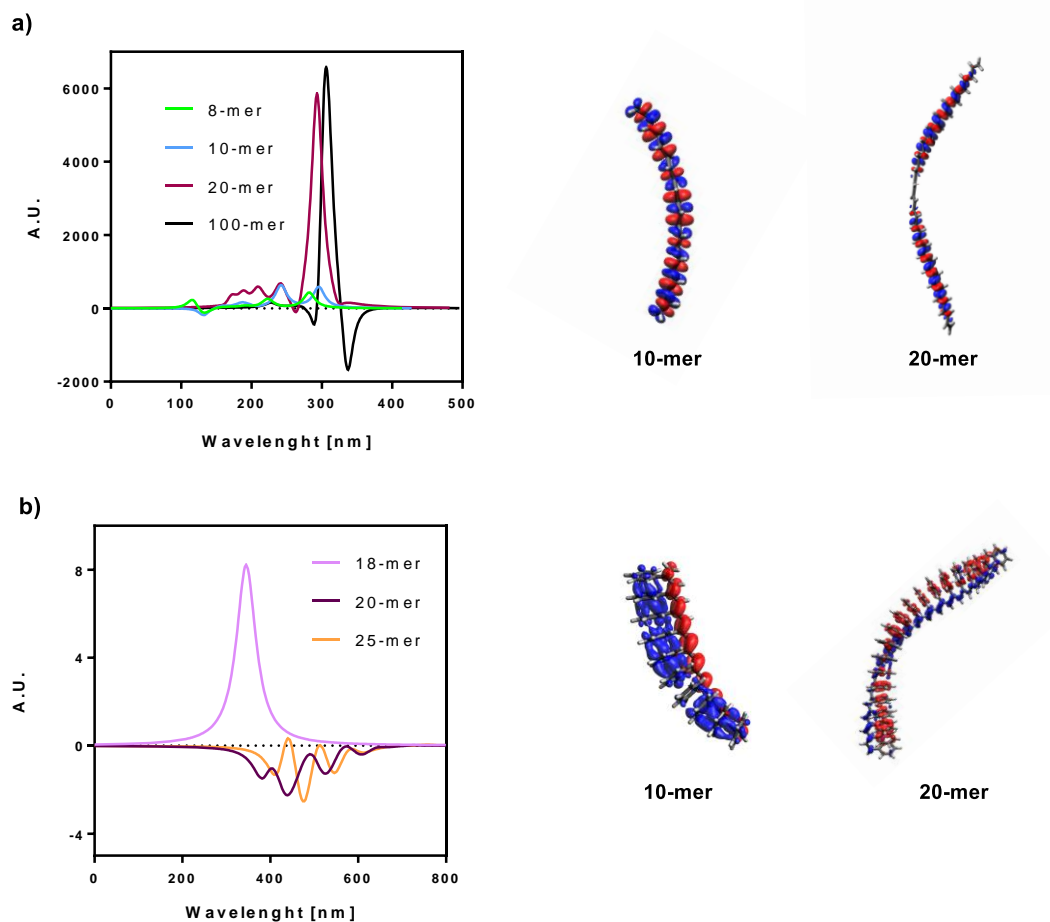 a)
A.U.
6000
4000
2000
0
-2000
8-mer
10-mer
20-mer
100-mer
0 100 200 300 400 500
Wavelenght [nm]
10-mer
20-mer
b)
A.U.
8
4
0
-4
18-mer
20-mer
25-mer
0 200 400 600 800
Wavelenght [nm]
10-mer
20-mer